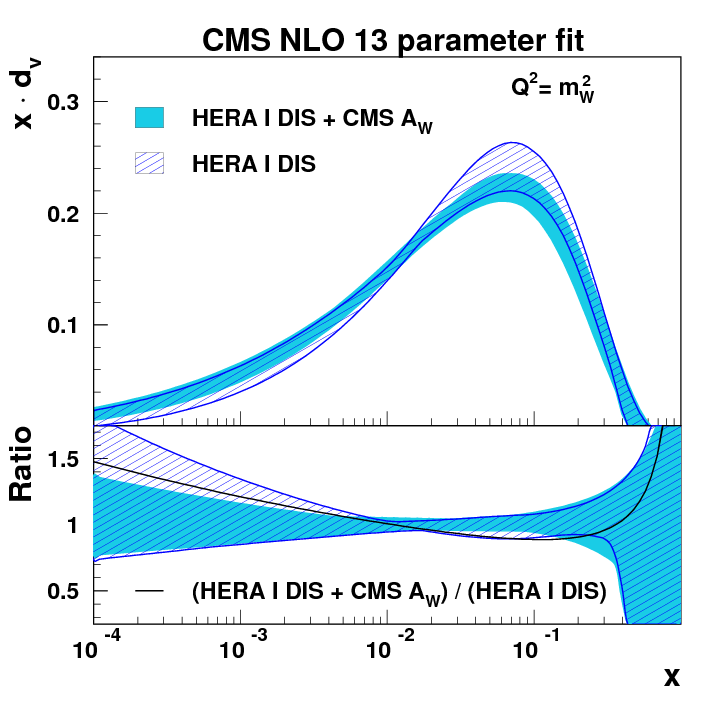 CMS NLO 13 parameter fit
x · d_v
Q²= m²_W
0.3
HERA I DIS + CMS A_W
HERA I DIS
0.2
0.1
Ratio
1.5
1
0.5
(HERA I DIS + CMS A_W) / (HERA I DIS)
10⁻⁴ 10⁻³ 10⁻² 10⁻¹
x